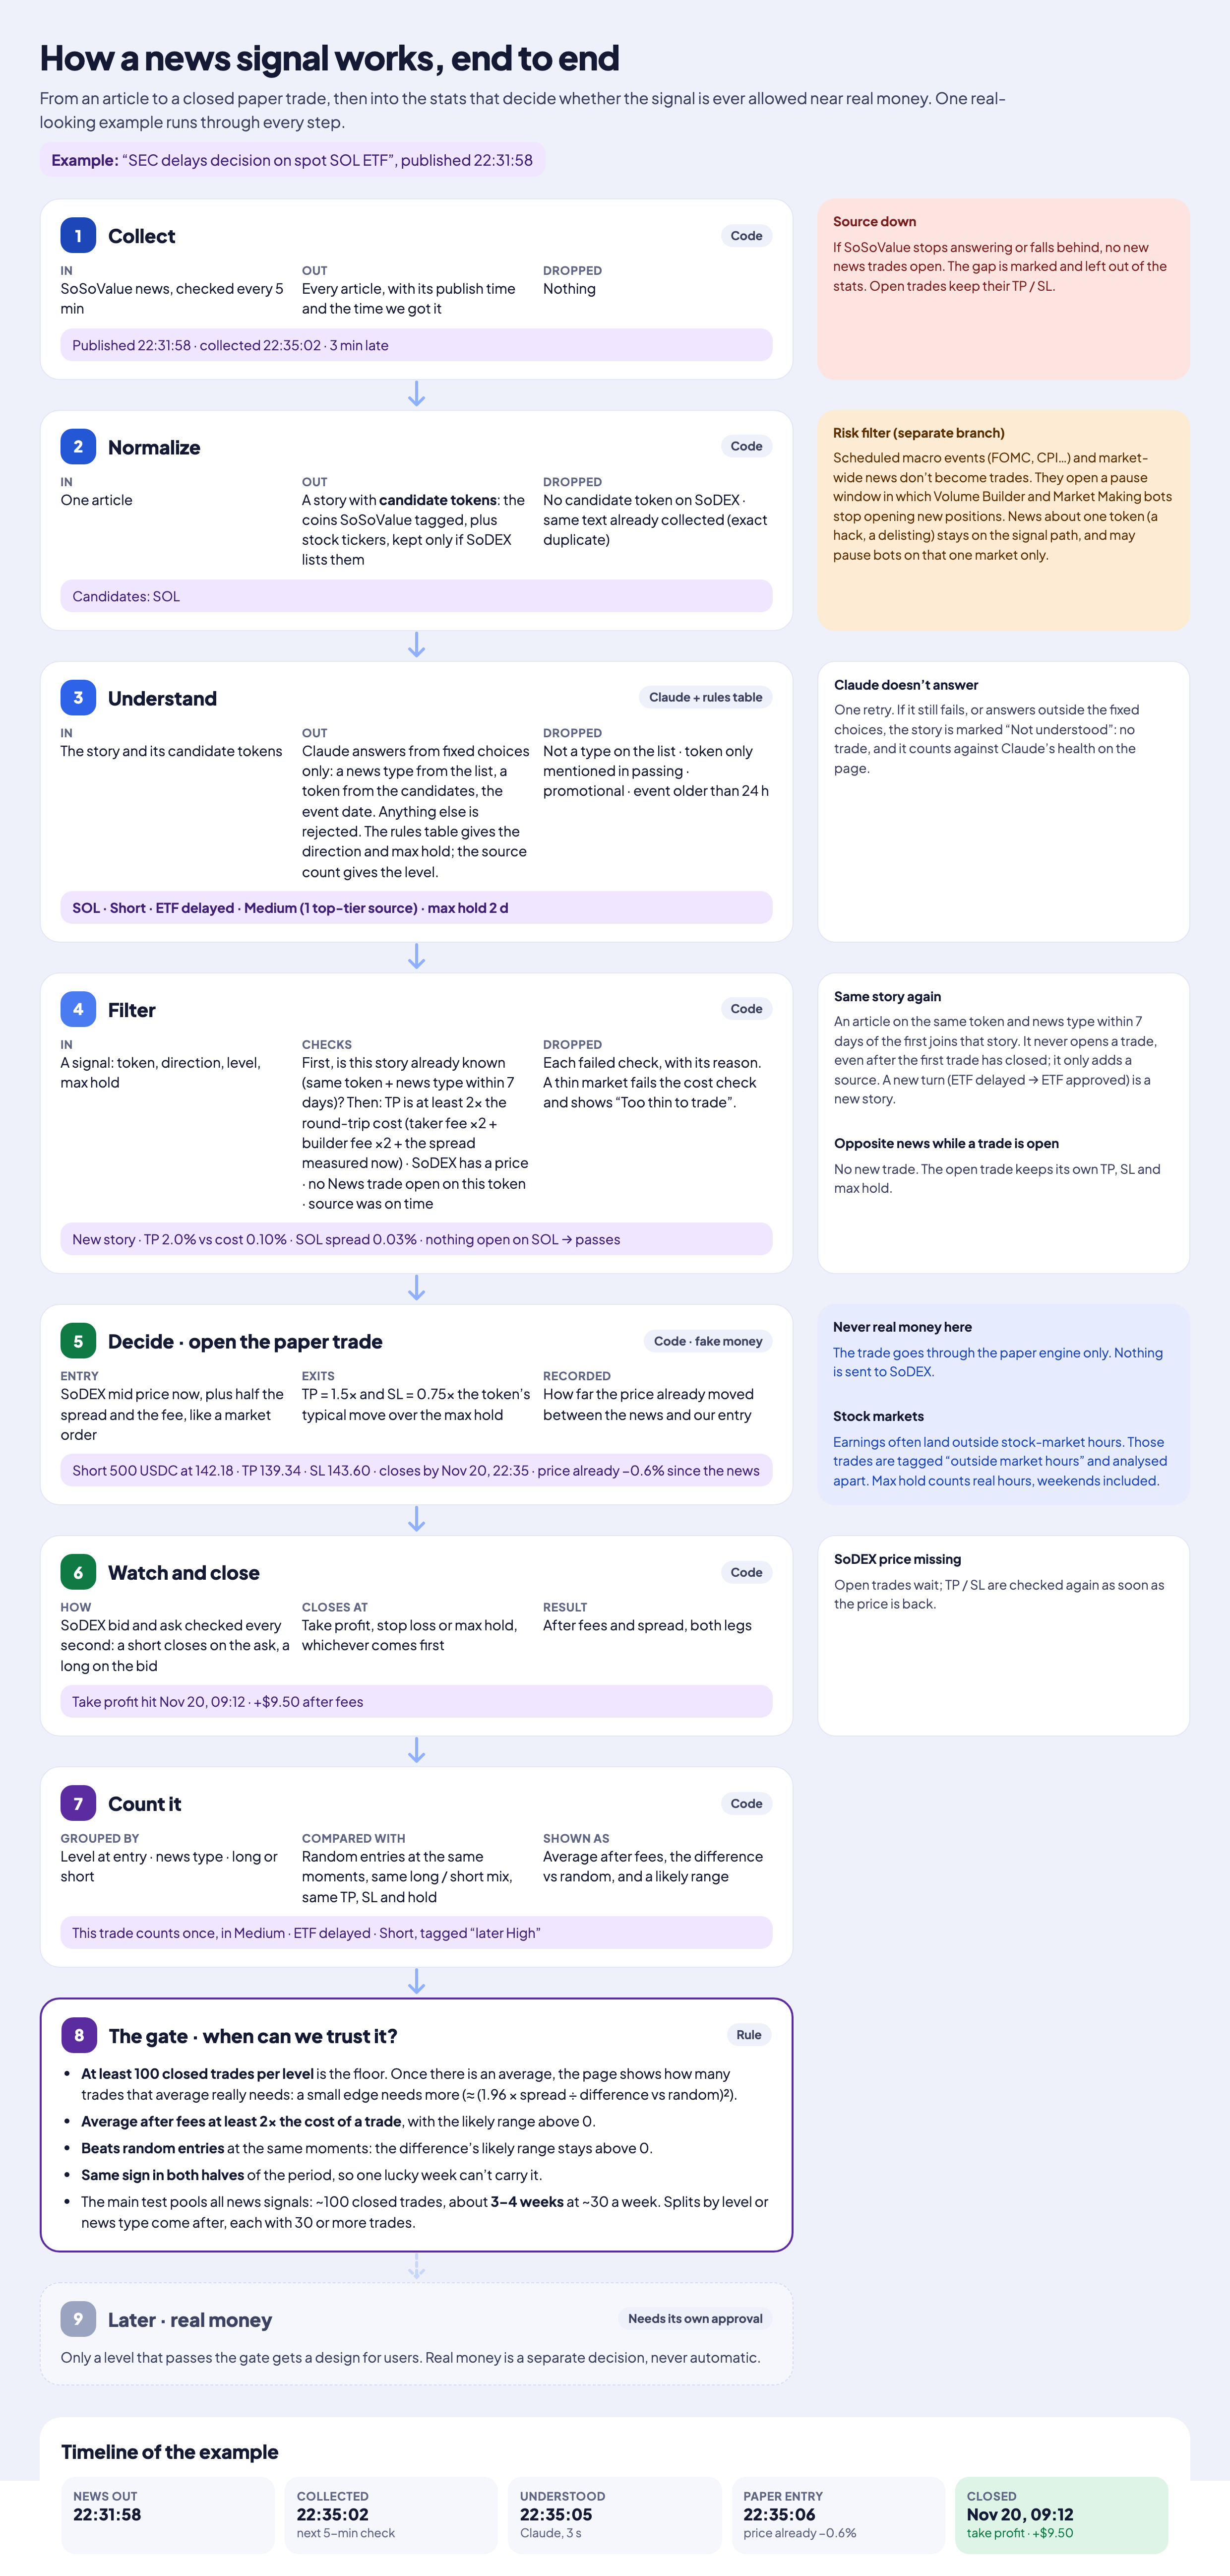 How a news signal works, end to end
From an article to a closed paper trade, then into the stats that decide whether the signal is ever allowed near real money. One real-
looking example runs through every step.
Example: “SEC delays decision on spot SOL ETF”, published 22:31:58
1 Collect
Code
IN
SoSoValue news, checked every 5
min
OUT
Every article, with its publish time
and the time we got it
DROPPED
Nothing
Published 22:31:58 · collected 22:35:02 · 3 min late
Source down
If SoSoValue stops answering or falls behind, no new
news trades open. The gap is marked and left out of the
stats. Open trades keep their TP / SL.
2 Normalize
Code
IN
One article
OUT
A story with candidate tokens: the
coins SoSoValue tagged, plus
stock tickers, kept only if SoDEX
lists them
DROPPED
No candidate token on SoDEX ·
same text already collected (exact
duplicate)
Candidates: SOL
Risk filter (separate branch)
Scheduled macro events (FOMC, CPI…) and market-
wide news don’t become trades. They open a pause
window in which Volume Builder and Market Making bots
stop opening new positions. News about one token (a
hack, a delisting) stays on the signal path, and may
pause bots on that one market only.
3 Understand
Claude + rules table
IN
The story and its candidate tokens
OUT
Claude answers from fixed choices
only: a news type from the list, a
token from the candidates, the
event date. Anything else is
rejected. The rules table gives the
direction and max hold; the source
count gives the level.
DROPPED
Not a type on the list · token only
mentioned in passing ·
promotional · event older than 24 h
SOL · Short · ETF delayed · Medium (1 top-tier source) · max hold 2 d
Claude doesn’t answer
One retry. If it still fails, or answers outside the fixed
choices, the story is marked “Not understood”: no
trade, and it counts against Claude’s health on the
page.
4 Filter
Code
IN
A signal: token, direction, level,
max hold
CHECKS
First, is this story already known
(same token + news type within 7
days)? Then: TP is at least 2× the
round-trip cost (taker fee ×2 +
builder fee ×2 + the spread
measured now) · SoDEX has a price
· no News trade open on this token
· source was on time
DROPPED
Each failed check, with its reason.
A thin market fails the cost check
and shows “Too thin to trade”.
New story · TP 2.0% vs cost 0.10% · SOL spread 0.03% · nothing open on SOL → passes
Same story again
An article on the same token and news type within 7
days of the first joins that story. It never opens a trade,
even after the first trade has closed; it only adds a
source. A new turn (ETF delayed → ETF approved) is a
new story.
Opposite news while a trade is open
No new trade. The open trade keeps its own TP, SL and
max hold.
5 Decide · open the paper trade
Code · fake money
ENTRY
SoDEX mid price now, plus half the
spread and the fee, like a market
order
EXITS
TP = 1.5× and SL = 0.75× the token’s
typical move over the max hold
RECORDED
How far the price already moved
between the news and our entry
Short 500 USDC at 142.18 · TP 139.34 · SL 143.60 · closes by Nov 20, 22:35 · price already −0.6% since the news
Never real money here
The trade goes through the paper engine only. Nothing
is sent to SoDEX.
Stock markets
Earnings often land outside stock-market hours. Those
trades are tagged “outside market hours” and analysed
apart. Max hold counts real hours, weekends included.
6 Watch and close
Code
HOW
SoDEX bid and ask checked every
second: a short closes on the ask, a
long on the bid
CLOSES AT
Take profit, stop loss or max hold,
whichever comes first
RESULT
After fees and spread, both legs
Take profit hit Nov 20, 09:12 · +$9.50 after fees
SoDEX price missing
Open trades wait; TP / SL are checked again as soon as
the price is back.
7 Count it
Code
GROUPED BY
Level at entry · news type · long or
short
COMPARED WITH
Random entries at the same
moments, same long / short mix,
same TP, SL and hold
SHOWN AS
Average after fees, the difference
vs random, and a likely range
This trade counts once, in Medium · ETF delayed · Short, tagged “later High”
8 The gate · when can we trust it?
Rule
• At least 100 closed trades per level is the floor. Once there is an average, the page shows how many
trades that average really needs: a small edge needs more (≈ (1.96 × spread ÷ difference vs random)²).
• Average after fees at least 2× the cost of a trade, with the likely range above 0.
• Beats random entries at the same moments: the difference’s likely range stays above 0.
• Same sign in both halves of the period, so one lucky week can’t carry it.
• The main test pools all news signals: ~100 closed trades, about 3–4 weeks at ~30 a week. Splits by level or
news type come after, each with 30 or more trades.
9 Later · real money
Needs its own approval
Only a level that passes the gate gets a design for users. Real money is a separate decision, never automatic.
Timeline of the example
NEWS OUT
22:31:58
COLLECTED
22:35:02
next 5-min check
UNDERSTOOD
22:35:05
Claude, 3 s
PAPER ENTRY
22:35:06
price already −0.6%
CLOSED
Nov 20, 09:12
take profit · +$9.50